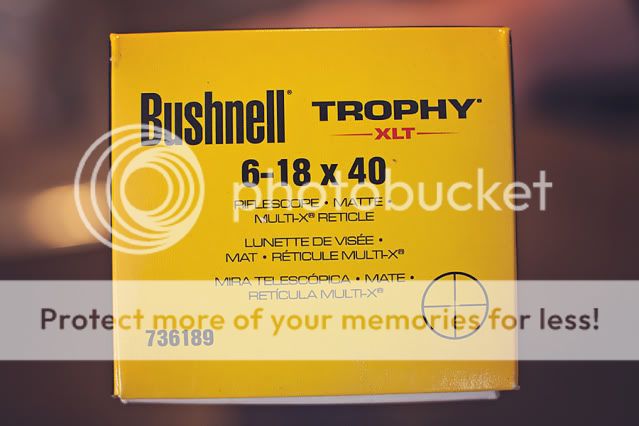 Bushnell® TROPHY®
XLT
6-18 x 40
photobucket
RIFLESCOPE • MATTE •
MULTI-X® RETICLE
LUNETTE DE VISÉE •
MAT • RÉTICULE MULTI-X®
MIRA TELESCÓPICA • MATE •
RETÍCULA MULTI-X®
Protect more of your memories for less!
736189